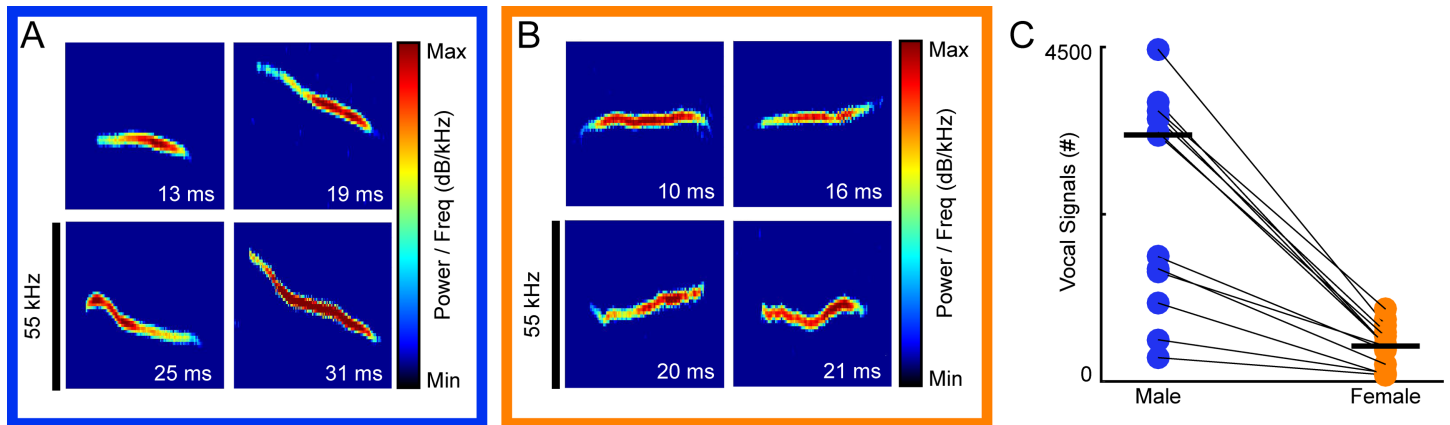 A
13 ms
19 ms
25 ms
31 ms
55 kHz
Max
Power / Freq (dB/kHz)
Min
B
10 ms
16 ms
20 ms
21 ms
55 kHz
Max
Power / Freq (dB/kHz)
Min
C
4500
Vocal Signals (#)
0
Male
Female